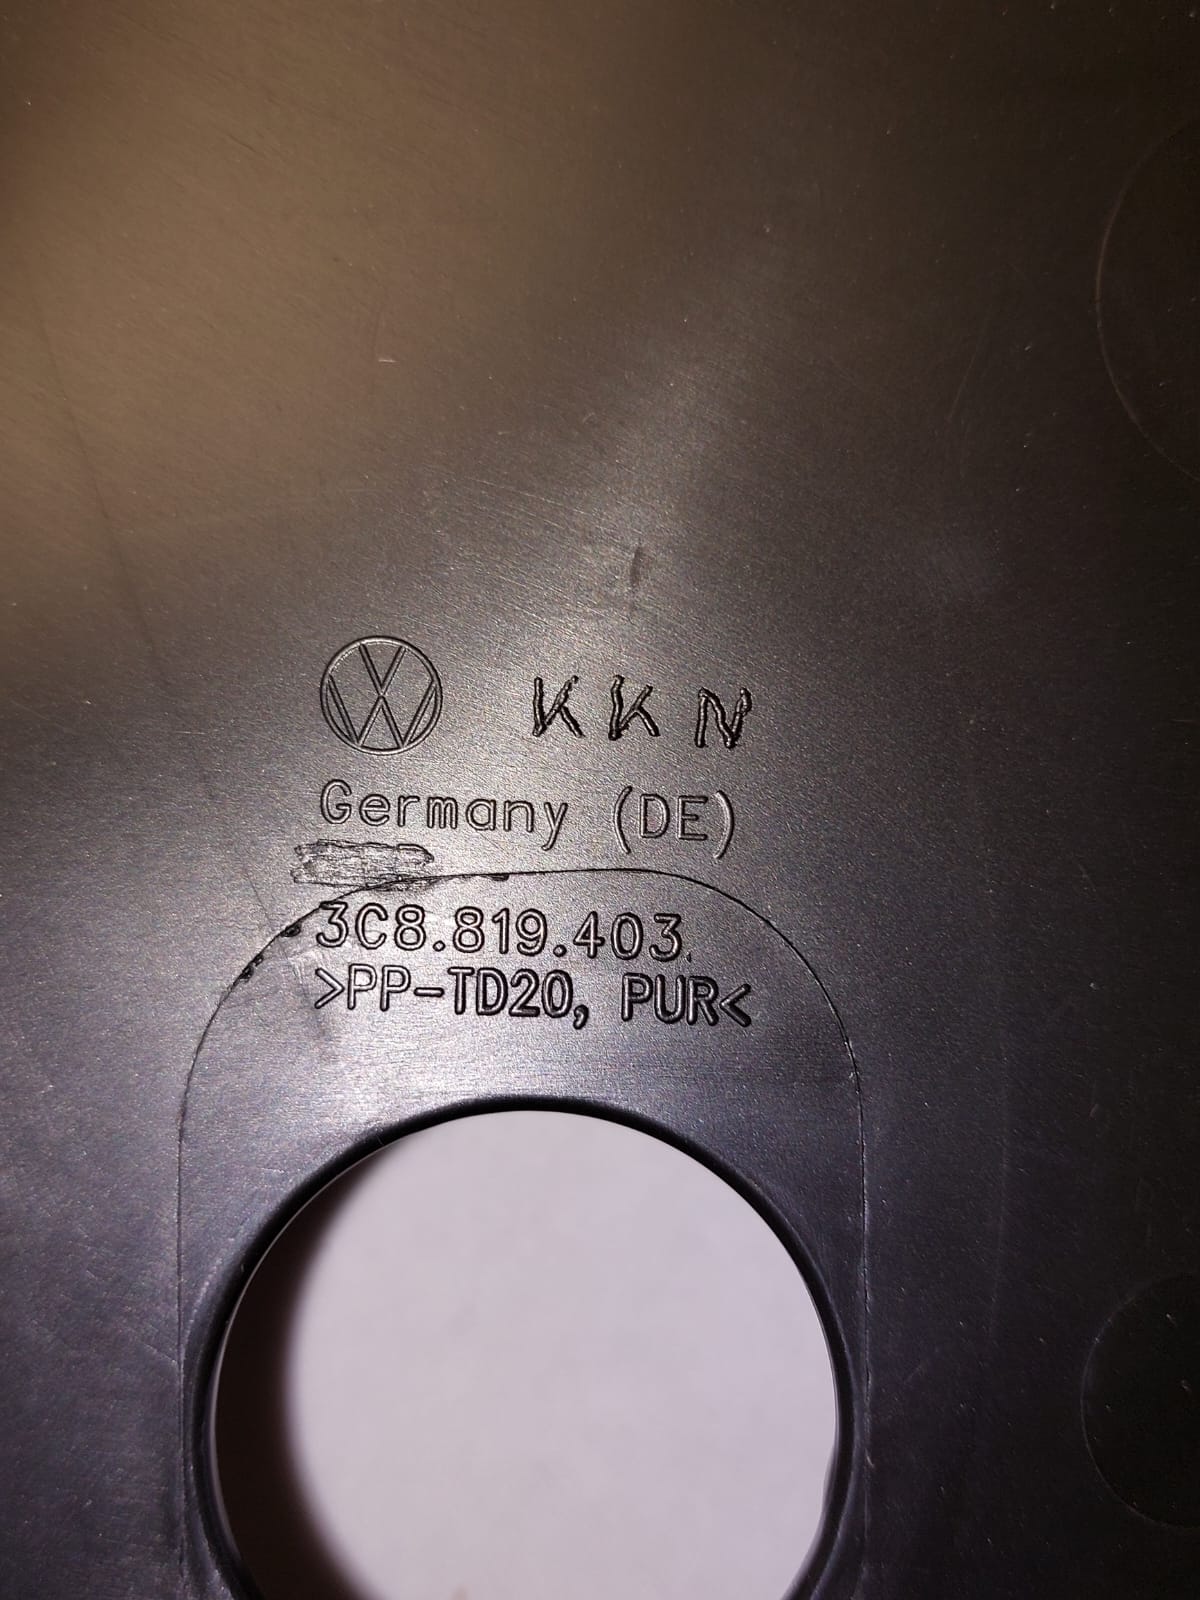 KKN
Germany (DE)
3C8.819.403.
>PP-TD20, PUR<